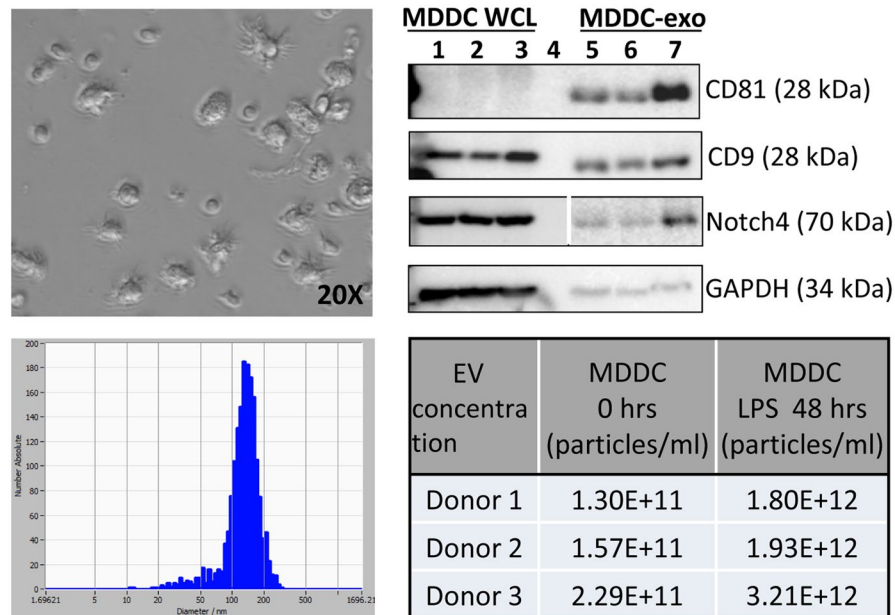 20X
MDDC WCL MDDC-exo
1 2 3 4 5 6 7
CD81 (28 kDa)
CD9 (28 kDa)
Notch4 (70 kDa)
GAPDH (34 kDa)
200
180
160
140
120
100
80
60
40
20
0
Number Absolute
1.69621 5 10 20 50 100 200 500 1696.21
Diameter / nm
EV
concentra
tion
MDDC
0 hrs
(particles/ml)
MDDC
LPS 48 hrs
(particles/ml)
Donor 1 1.30E+11 1.80E+12
Donor 2 1.57E+11 1.93E+12
Donor 3 2.29E+11 3.21E+12